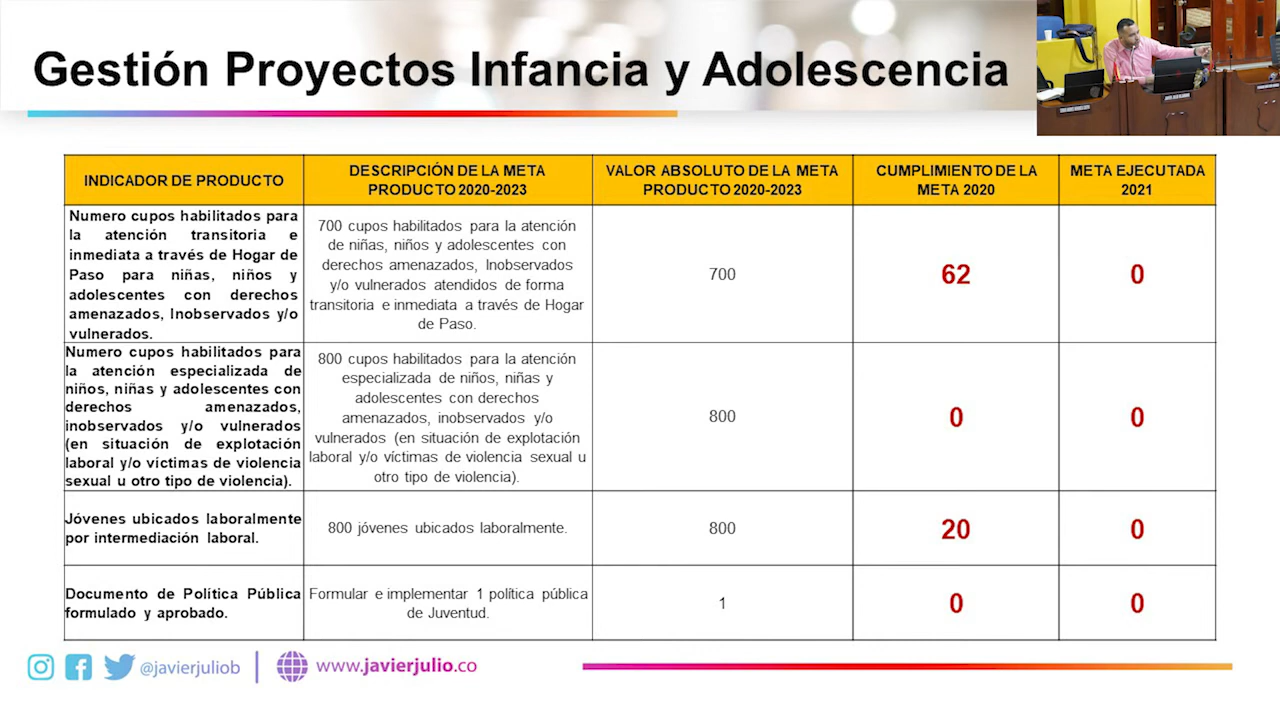 Gestión Proyectos Infancia y Adolescencia
INDICADOR DE PRODUCTO
DESCRIPCIÓN DE LA META
PRODUCTO 2020-2023
VALOR ABSOLUTO DE LA META
PRODUCTO 2020-2023
CUMPLIMIENTO DE LA
META 2020
META EJECUTADA
2021
Numero cupos habilitados para
la atención transitoria e
inmediata a través de Hogar de
Paso para niñas, niños y
adolescentes con derechos
amenazados, Inobservados y/o
vulnerados.
700 cupos habilitados para la atención
de niñas, niños y adolescentes con
derechos amenazados, Inobservados
y/o vulnerados atendidos de forma
transitoria e inmediata a través de Hogar
de Paso.
700
62
0
Numero cupos habilitados para
la atención especializada de
niños, niñas y adolescentes con
derechos amenazados,
inobservados y/o vulnerados
(en situación de explotación
laboral y/o víctimas de violencia
sexual u otro tipo de violencia).
800 cupos habilitados para la atención
especializada de niños, niñas y
adolescentes con derechos
amenazados, inobservados y/o
vulnerados (en situación de explotación
laboral y/o víctimas de violencia sexual u
otro tipo de violencia).
800
0
0
Jóvenes ubicados laboralmente
por intermediación laboral.
800 jóvenes ubicados laboralmente.
800
20
0
Documento de Política Pública
formulado y aprobado.
Formular e implementar 1 política pública
de Juventud.
1
0
0
@javierjuliob
www.javierjulio.co